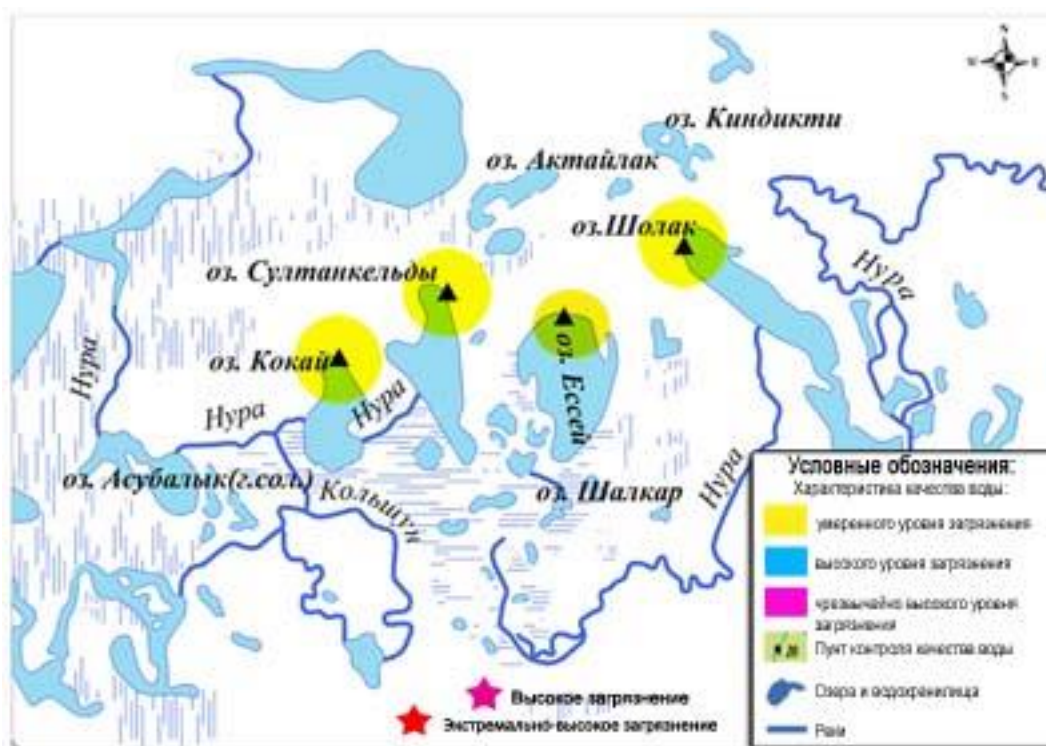 N
W E
S
оз. Киндикти
оз. Актайлак
оз.Шолак
Нура
оз. Султанкельды
оз. Кокай
Нура
Нура
Нура
оз. Ессей
Нура
оз. Асубалык(г.сол.)
Кольшун
оз. Шалкар
Условные обозначения:
Характеристика качества воды:
умеренного уровня загрязнения
высокого уровня загрязнения
чрезвычайно высокого уровня
загрязнения
Пункт контроля качества воды
Озера и водохранилища
Реки
Высокое загрязнение
Экстремально-высокое загрязнение